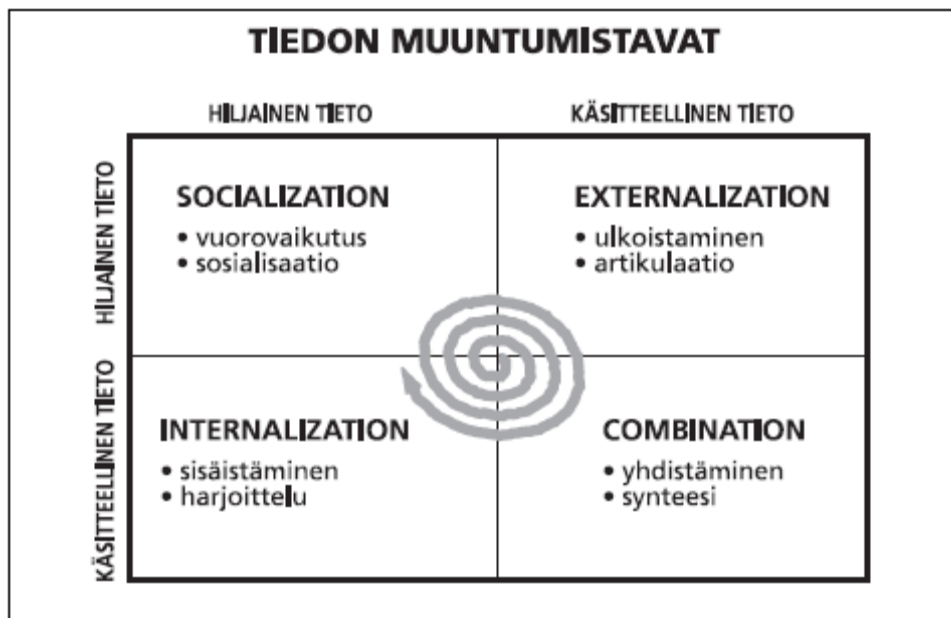 TIEDON MUUNTUMISTAVAT
HILJAINEN TIETO
KÄSITTEELLINEN TIETO
HILJAINEN TIETO
SOCIALIZATION
• vuorovaikutus
• sosialisaatio
EXTERNALIZATION
• ulkoistaminen
• artikulaatio
KÄSITTEELLINEN TIETO
INTERNALIZATION
• sisäistäminen
• harjoittelu
COMBINATION
• yhdistäminen
• synteesi